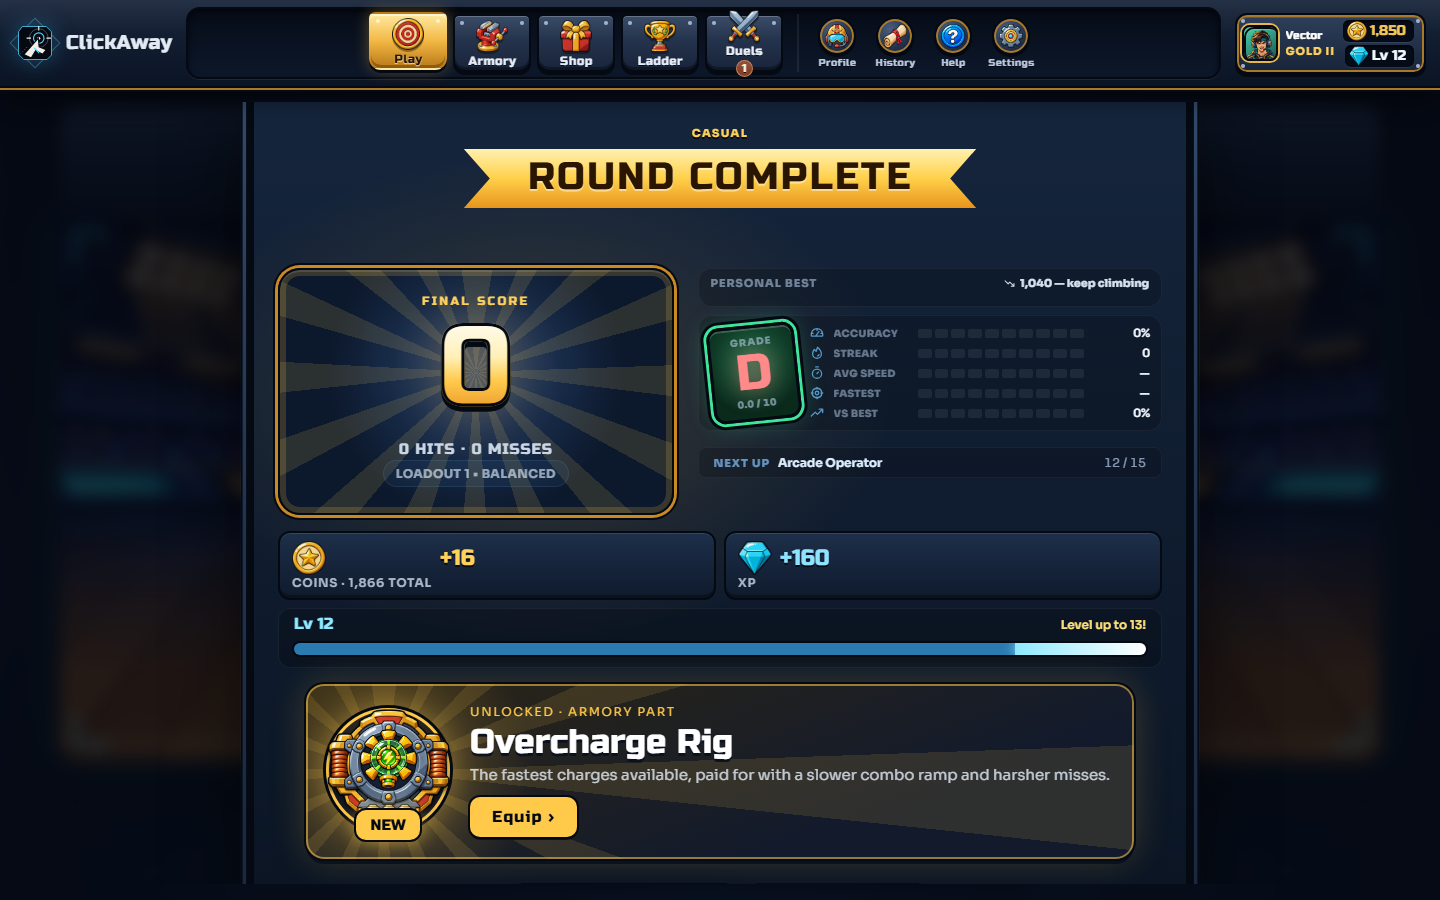 ClickAway
Play
Armory
Shop
Ladder
Duels
1
Profile
History
Help
Settings
Vector
GOLD II
1,850
Lv 12
CASUAL
ROUND COMPLETE
FINAL SCORE
0
0 HITS · 0 MISSES
LOADOUT 1 • BALANCED
PERSONAL BEST
1,040 — keep climbing
GRADE
D
0.0 / 10
ACCURACY 0%
STREAK 0
AVG SPEED —
FASTEST —
VS BEST 0%
NEXT UP Arcade Operator 12 / 15
+16
COINS · 1,866 TOTAL
+160
XP
Lv 12
Level up to 13!
UNLOCKED · ARMORY PART
Overcharge Rig
The fastest charges available, paid for with a slower combo ramp and harsher misses.
NEW
Equip ›